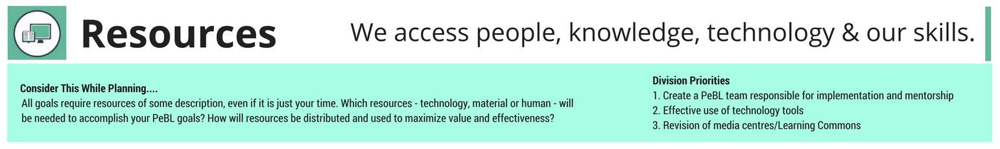 Resources
We access people, knowledge, technology & our skills.
Consider This While Planning....
All goals require resources of some description, even if it is just your time. Which resources - technology, material or human - will
be needed to accomplish your PeBL goals? How will resources be distributed and used to maximize value and effectiveness?
Division Priorities
1. Create a PeBL team responsible for implementation and mentorship
2. Effective use of technology tools
3. Revision of media centres/Learning Commons